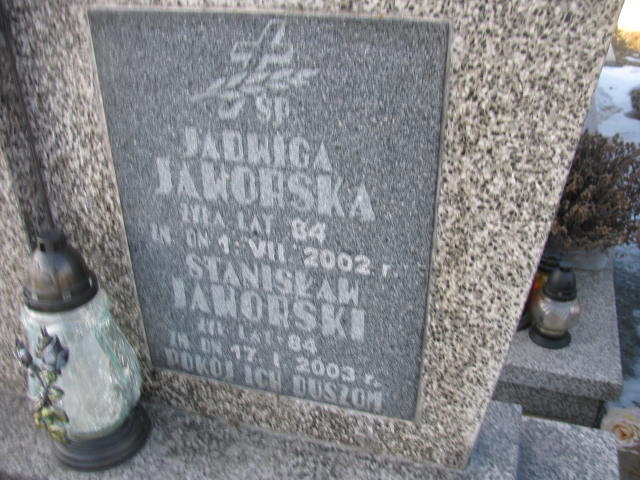 ŚP
JADWIGA
JAWORSKA
ŻYŁA LAT 84
ZM. DN 1. VII 2002 r.
STANISŁAW
JAWORSKI
ŻYŁ LAT 84
ZM. DN 17. I 2003 r.
POKÓJ ICH DUSZOM